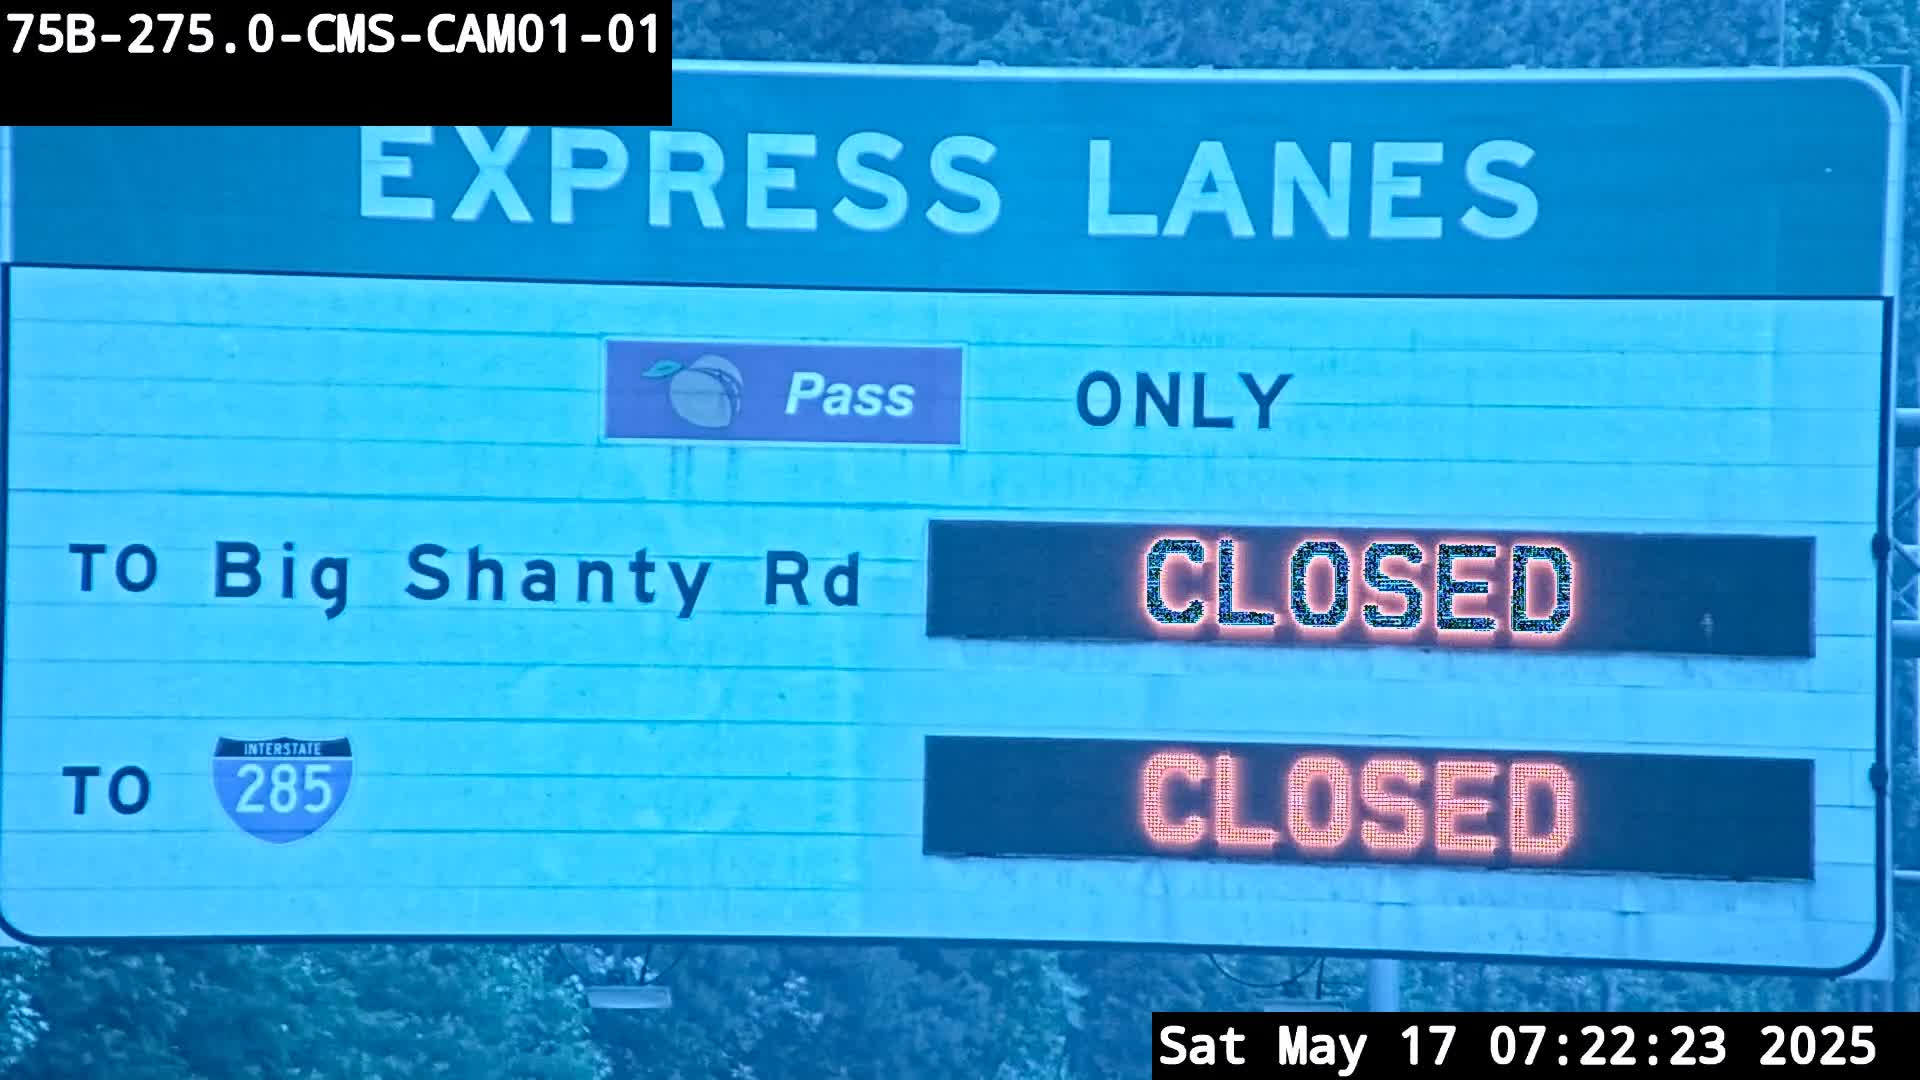 75B-275.0-CMS-CAM01-01
EXPRESS LANES
Pass ONLY
TO Big Shanty Rd CLOSED
INTERSTATE
TO 285 CLOSED
Sat May 17 07:22:23 2025